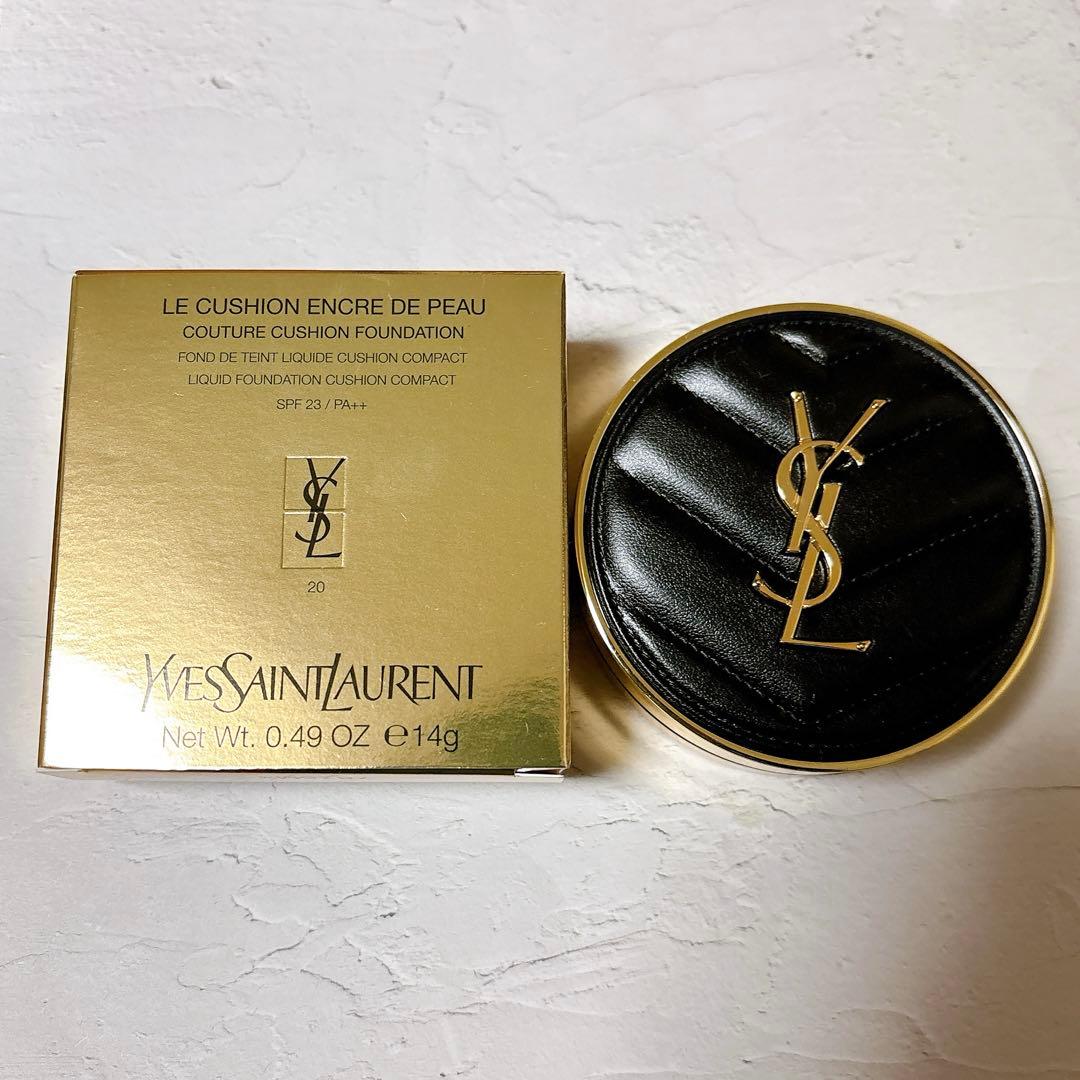 LE CUSHION ENCRE DE PEAU
COUTURE CUSHION FOUNDATION
FOND DE TEINT LIQUIDE CUSHION COMPACT
LIQUID FOUNDATION CUSHION COMPACT
SPF 23 / PA++
YSL
20
YVESSAINTLAURENT
Net Wt. 0.49 OZ ℮14g
YSL